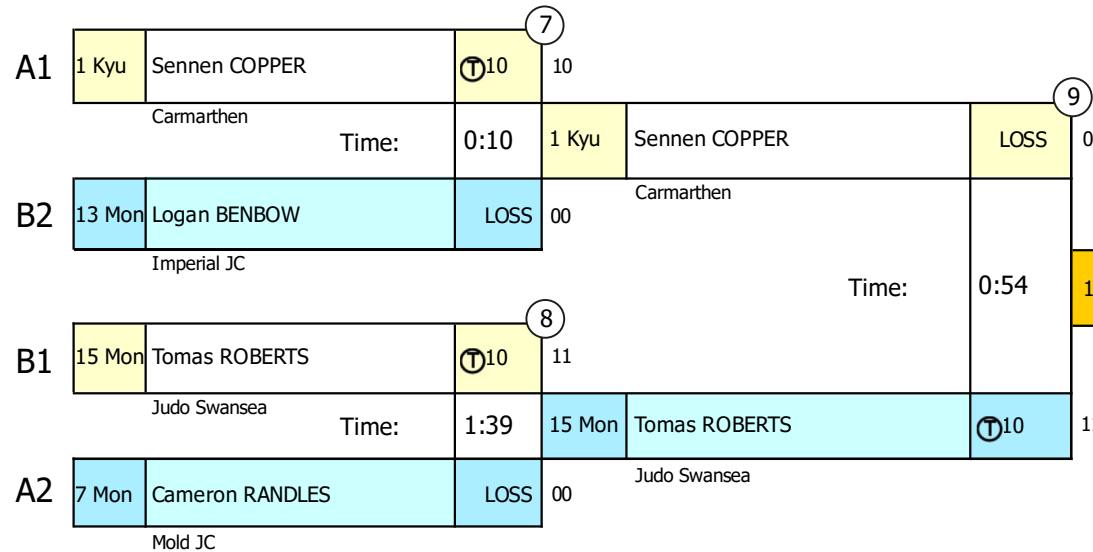 7
A1 1 Kyu Sennen COPPER Ⓣ10 10
9
Carmarthen
Time: 0:10 1 Kyu Sennen COPPER LOSS 0
Carmarthen
B2 13 Mon Logan BENBOW LOSS 00
Imperial JC
Time: 0:54 1
8
B1 15 Mon Tomas ROBERTS Ⓣ10 11
Judo Swansea
Time: 1:39 15 Mon Tomas ROBERTS Ⓣ10 1
Judo Swansea
A2 7 Mon Cameron RANDLES LOSS 00
Mold JC